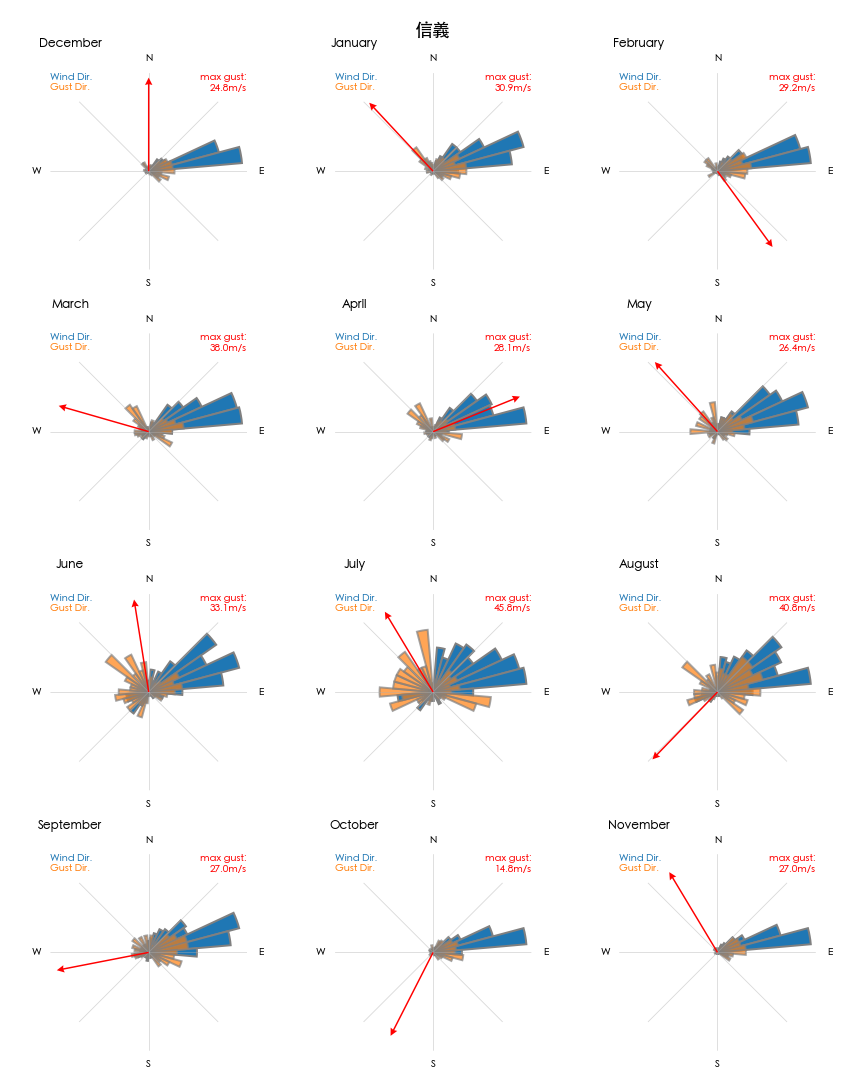 信義
December
January
February
N
N
N
Wind Dir.
Gust Dir.
max gust:
24.8m/s
Wind Dir.
Gust Dir.
max gust:
30.9m/s
Wind Dir.
Gust Dir.
max gust:
29.2m/s
W
E
W
E
W
E
S
S
S
March
April
May
N
N
N
Wind Dir.
Gust Dir.
max gust:
38.0m/s
Wind Dir.
Gust Dir.
max gust:
28.1m/s
Wind Dir.
Gust Dir.
max gust:
26.4m/s
W
E
W
E
W
E
S
S
S
June
July
August
N
N
N
Wind Dir.
Gust Dir.
max gust:
33.1m/s
Wind Dir.
Gust Dir.
max gust:
45.8m/s
Wind Dir.
Gust Dir.
max gust:
40.8m/s
W
E
W
E
W
E
S
S
S
September
October
November
N
N
N
Wind Dir.
Gust Dir.
max gust:
27.0m/s
Wind Dir.
Gust Dir.
max gust:
14.8m/s
Wind Dir.
Gust Dir.
max gust:
27.0m/s
W
E
W
E
W
E
S
S
S